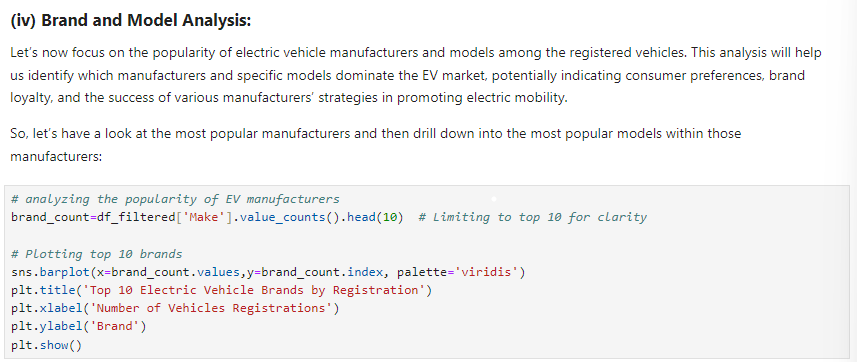 (iv) Brand and Model Analysis:
Let's now focus on the popularity of electric vehicle manufacturers and models among the registered vehicles. This analysis will help
us identify which manufacturers and specific models dominate the EV market, potentially indicating consumer preferences, brand
loyalty, and the success of various manufacturers' strategies in promoting electric mobility.
So, let's have a look at the most popular manufacturers and then drill down into the most popular models within those
manufacturers:
# analyzing the popularity of EV manufacturers
brand_count=df_filtered['Make'].value_counts().head(10)  # Limiting to top 10 for clarity
# Plotting top 10 brands
sns.barplot(x=brand_count.values,y=brand_count.index, palette='viridis')
plt.title('Top 10 Electric Vehicle Brands by Registration')
plt.xlabel('Number of Vehicles Registrations')
plt.ylabel('Brand')
plt.show()